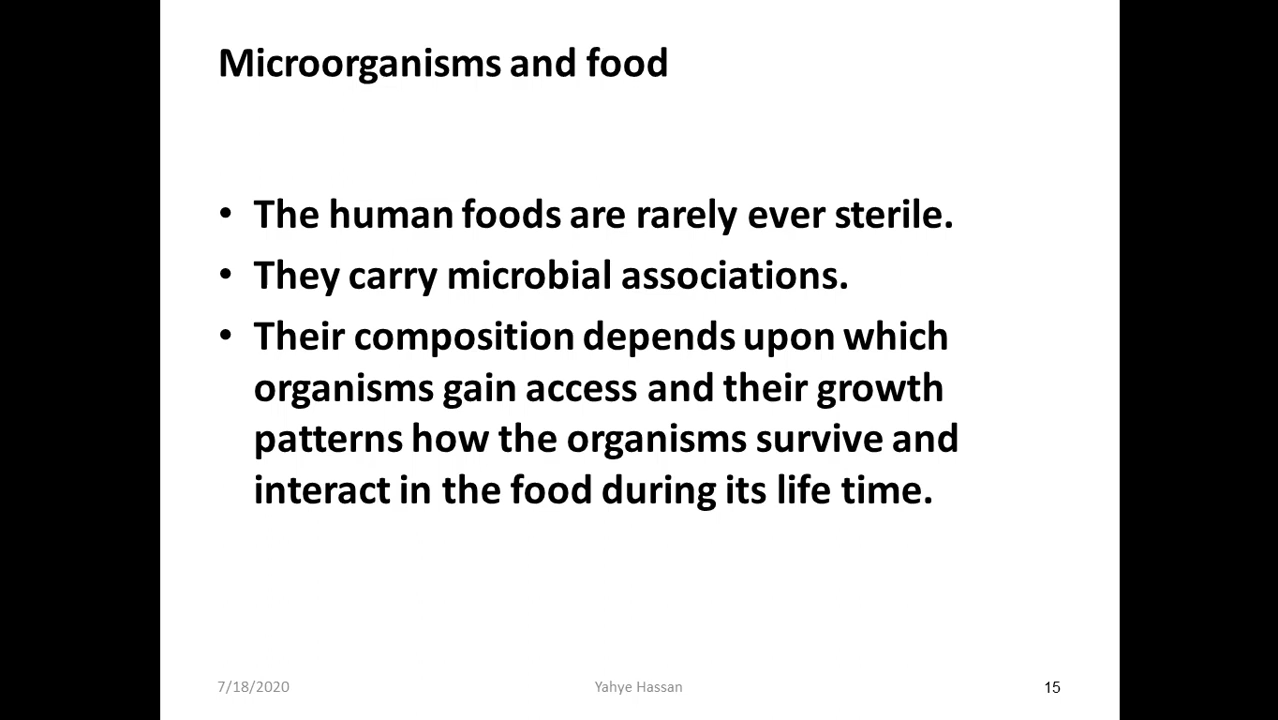 Microorganisms and food
• The human foods are rarely ever sterile.
• They carry microbial associations.
• Their composition depends upon which
organisms gain access and their growth
patterns how the organisms survive and
interact in the food during its life time.
7/18/2020
Yahye Hassan
15